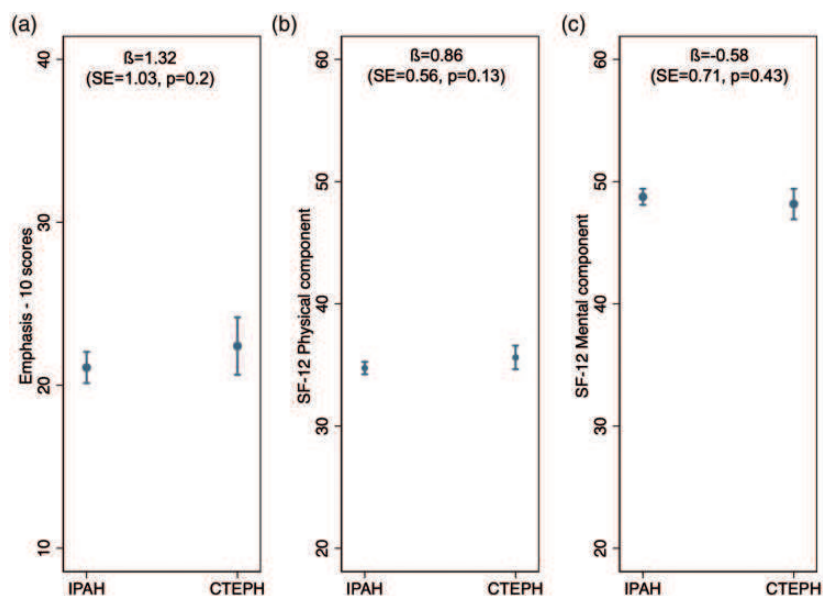 (a)
ß=1.32
(SE=1.03, p=0.2)
Emphasis - 10 scores
40
30
20
10
IPAH
CTEPH
(b)
ß=0.86
(SE=0.56, p=0.13)
SF-12 Physical component
60
50
40
30
20
IPAH
CTEPH
(c)
ß=-0.58
(SE=0.71, p=0.43)
SF-12 Mental component
60
50
40
30
20
IPAH
CTEPH